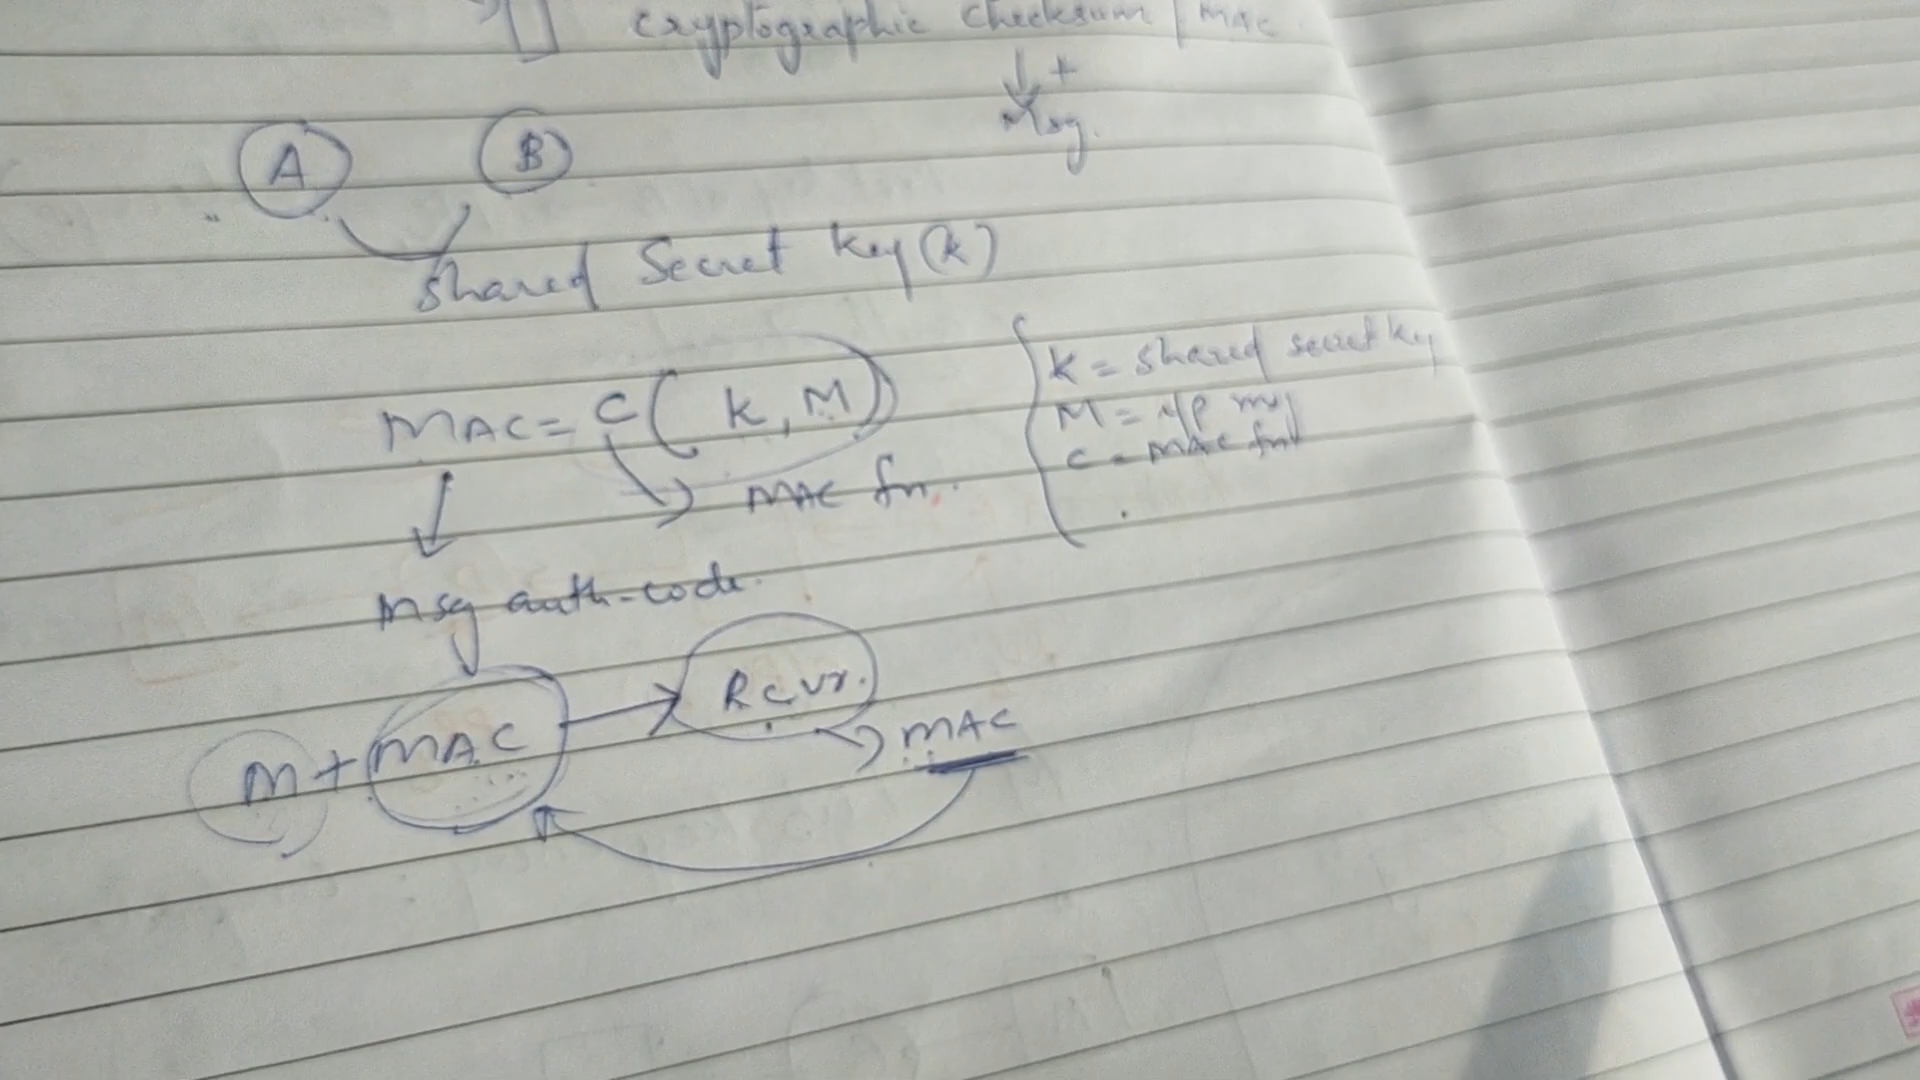 cryptographic checksum | MAC
+
Msg.
A B
Shared Secret key (k)
MAC = C ( k, M )
MAC fn.
K = shared secret key
M = i/p msg
C = MAC fn
Msg auth-code.
M + MAC
Rcvr.
MAC